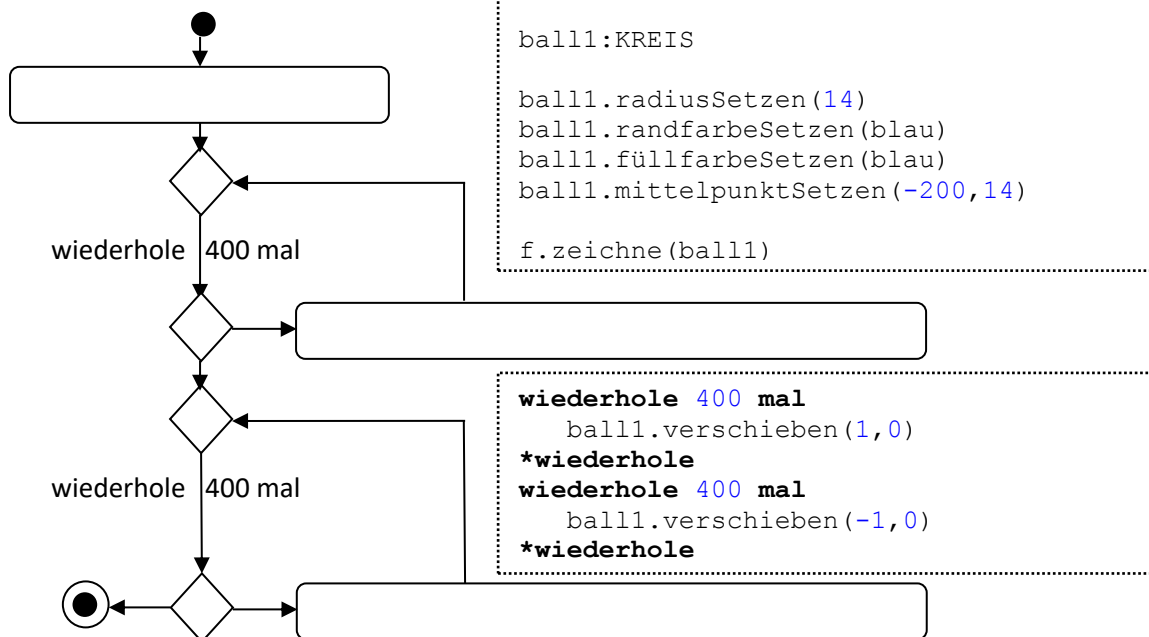 ball1:KREIS
ball1.radiusSetzen(14)
ball1.randfarbeSetzen(blau)
ball1.füllfarbeSetzen(blau)
ball1.mittelpunktSetzen(-200,14)
f.zeichne(ball1)
wiederhole 400 mal
wiederhole 400 mal
ball1.verschieben(1,0)
*wiederhole
wiederhole 400 mal
ball1.verschieben(-1,0)
*wiederhole
wiederhole 400 mal